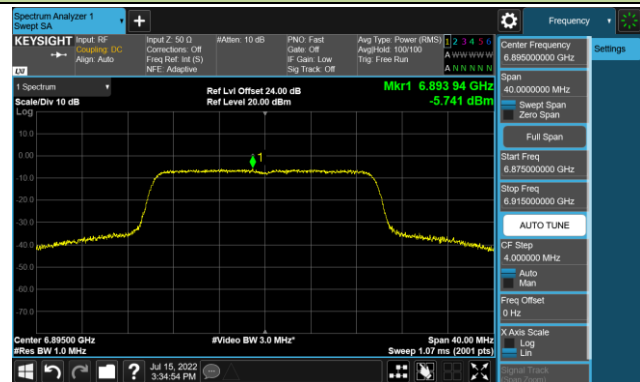 Spectrum Analyzer 1
Swept SA
Frequency
KEYSIGHT
Input: RF
Coupling: DC
Align: Auto
Input Z: 50 Ω
Corrections: Off
Freq Ref: Int (S)
NFE: Adaptive
#Atten: 10 dB
PNO: Fast
Gate: Off
IF Gain: Low
Sig Track: Off
Avg Type: Power (RMS)
Avg|Hold: 100/100
Trig: Free Run
1 2 3 4 5 6
A W W W W W
A N N N N N
LXI
1 Spectrum
Scale/Div 10 dB
Log
Ref Lvl Offset 24.00 dB
Ref Level 20.00 dBm
Mkr1 6.893 94 GHz
-5.741 dBm
1
10.0
0.00
-10.0
-20.0
-30.0
-40.0
-50.0
-60.0
-70.0
Center 6.89500 GHz
#Res BW 1.0 MHz
#Video BW 3.0 MHz*
Span 40.00 MHz
Sweep 1.07 ms (2001 pts)
Jul 15, 2022
3:34:54 PM
Center Frequency
6.895000000 GHz
Settings
Span
40.0000000 MHz
Swept Span
Zero Span
Full Span
Start Freq
6.875000000 GHz
Stop Freq
6.915000000 GHz
AUTO TUNE
CF Step
4.000000 MHz
Auto
Man
Freq Offset
0 Hz
X Axis Scale
Log
Lin
Signal Track
(Span Zoom)